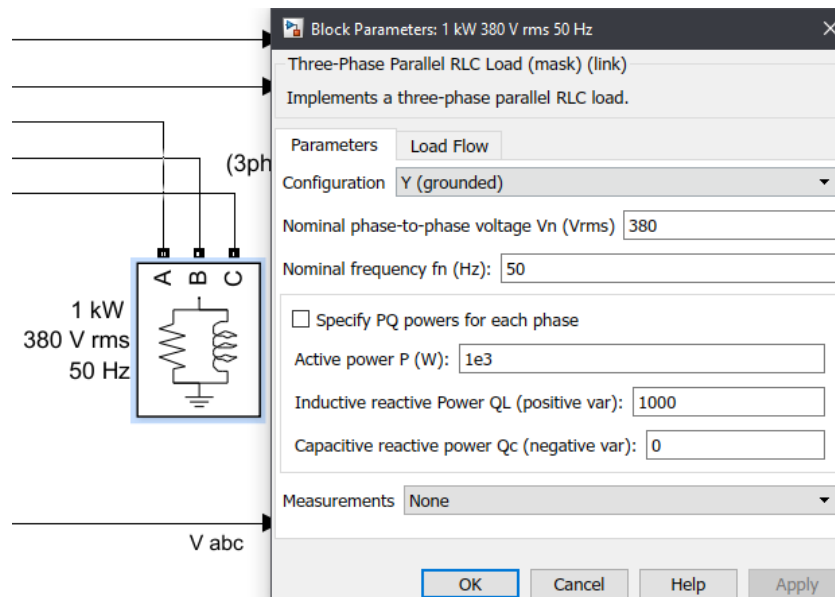 Block Parameters: 1 kW 380 V rms 50 Hz
Three-Phase Parallel RLC Load (mask) (link)
Implements a three-phase parallel RLC load.
Parameters
Load Flow
Configuration Y (grounded)
Nominal phase-to-phase voltage Vn (Vrms) 380
Nominal frequency fn (Hz): 50
Specify PQ powers for each phase
Active power P (W): 1e3
Inductive reactive Power QL (positive var): 1000
Capacitive reactive power Qc (negative var): 0
Measurements None
OK Cancel Help Apply
(3ph
A B C
1 kW
380 V rms
50 Hz
V abc